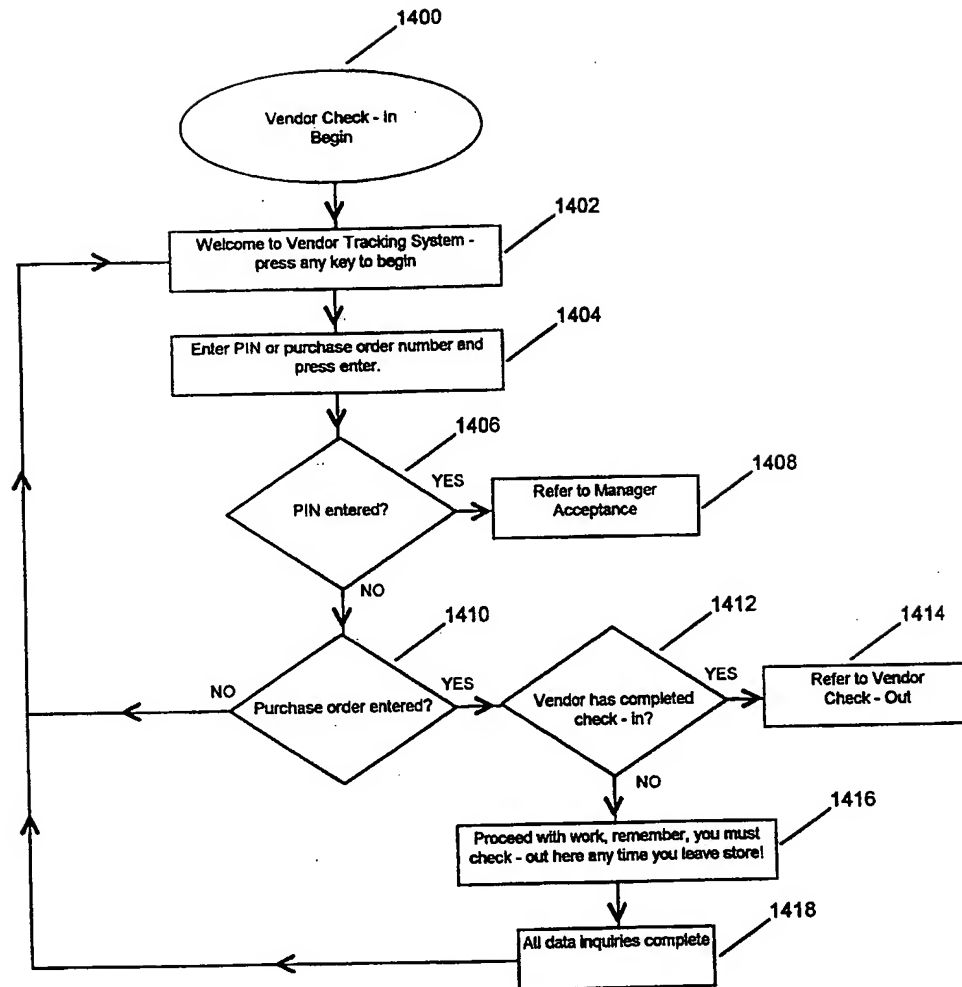 1400
Vendor Check - In
Begin
1402
Welcome to Vendor Tracking System -
press any key to begin
1404
Enter PIN or purchase order number and
press enter.
1406
YES
1408
PIN entered?
Refer to Manager
Acceptance
NO
1410
1412
1414
NO
YES
YES
Purchase order entered?
Vendor has completed
check - in?
Refer to Vendor
Check - Out
NO
1416
Proceed with work, remember, you must
check - out here any time you leave store!
1418
All data inquiries complete